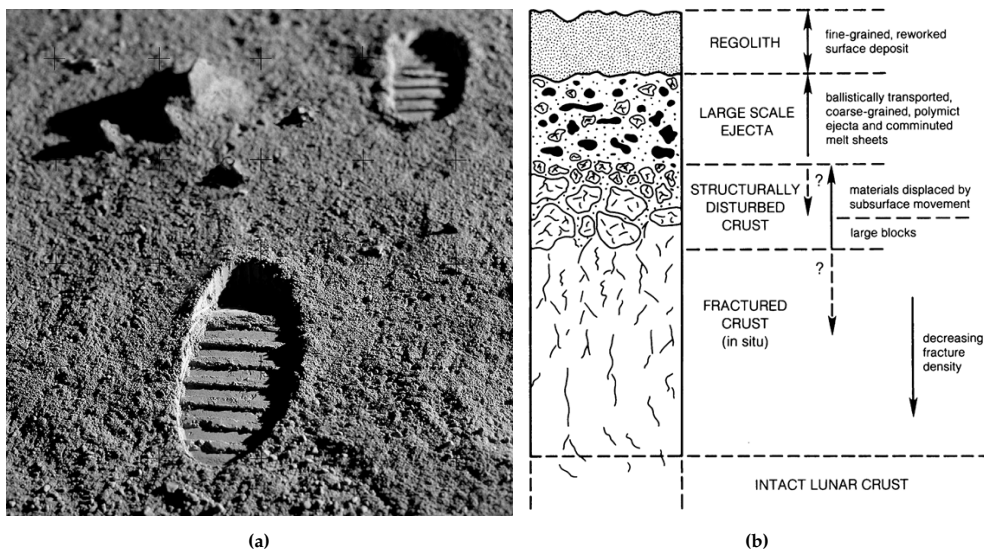 REGOLITH
fine-grained, reworked
surface deposit
LARGE SCALE
EJECTA
ballistically transported,
coarse-grained, polymict
ejecta and comminuted
melt sheets
STRUCTURALLY
DISTURBED
CRUST
?
materials displaced by
subsurface movement
large blocks
?
FRACTURED
CRUST
(in situ)
decreasing
fracture
density
INTACT LUNAR CRUST
(a)
(b)